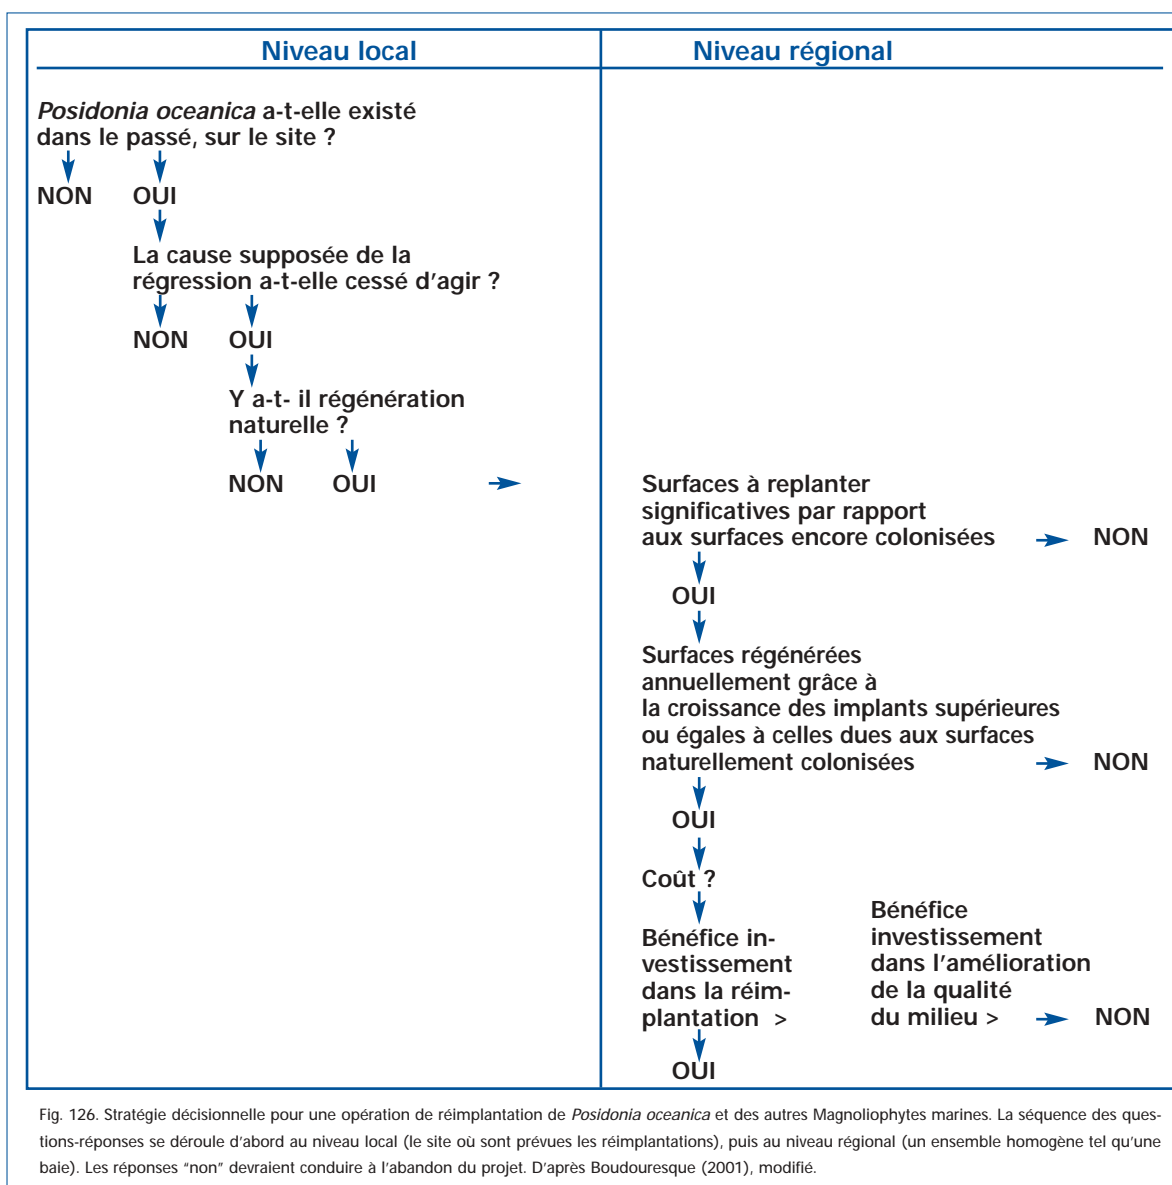 Niveau local
Niveau régional
Posidonia oceanica a-t-elle existé
dans le passé, sur le site ?
NON OUI
La cause supposée de la
régression a-t-elle cessé d'agir ?
NON OUI
Y a-t- il régénération
naturelle ?
NON OUI
Surfaces à replanter
significatives par rapport
aux surfaces encore colonisées
NON
OUI
Surfaces régénérées
annuellement grâce à
la croissance des implants supérieures
ou égales à celles dues aux surfaces
naturellement colonisées
NON
OUI
Coût ?
Bénéfice in-
vestissement
dans la réim-
plantation >
Bénéfice
investissement
dans l'amélioration
de la qualité
du milieu >
NON
OUI
Fig. 126. Stratégie décisionnelle pour une opération de réimplantation de Posidonia oceanica et des autres Magnoliophytes marines. La séquence des ques-
tions-réponses se déroule d'abord au niveau local (le site où sont prévues les réimplantations), puis au niveau régional (un ensemble homogène tel qu'une
baie). Les réponses "non" devraient conduire à l'abandon du projet. D'après Boudouresque (2001), modifié.